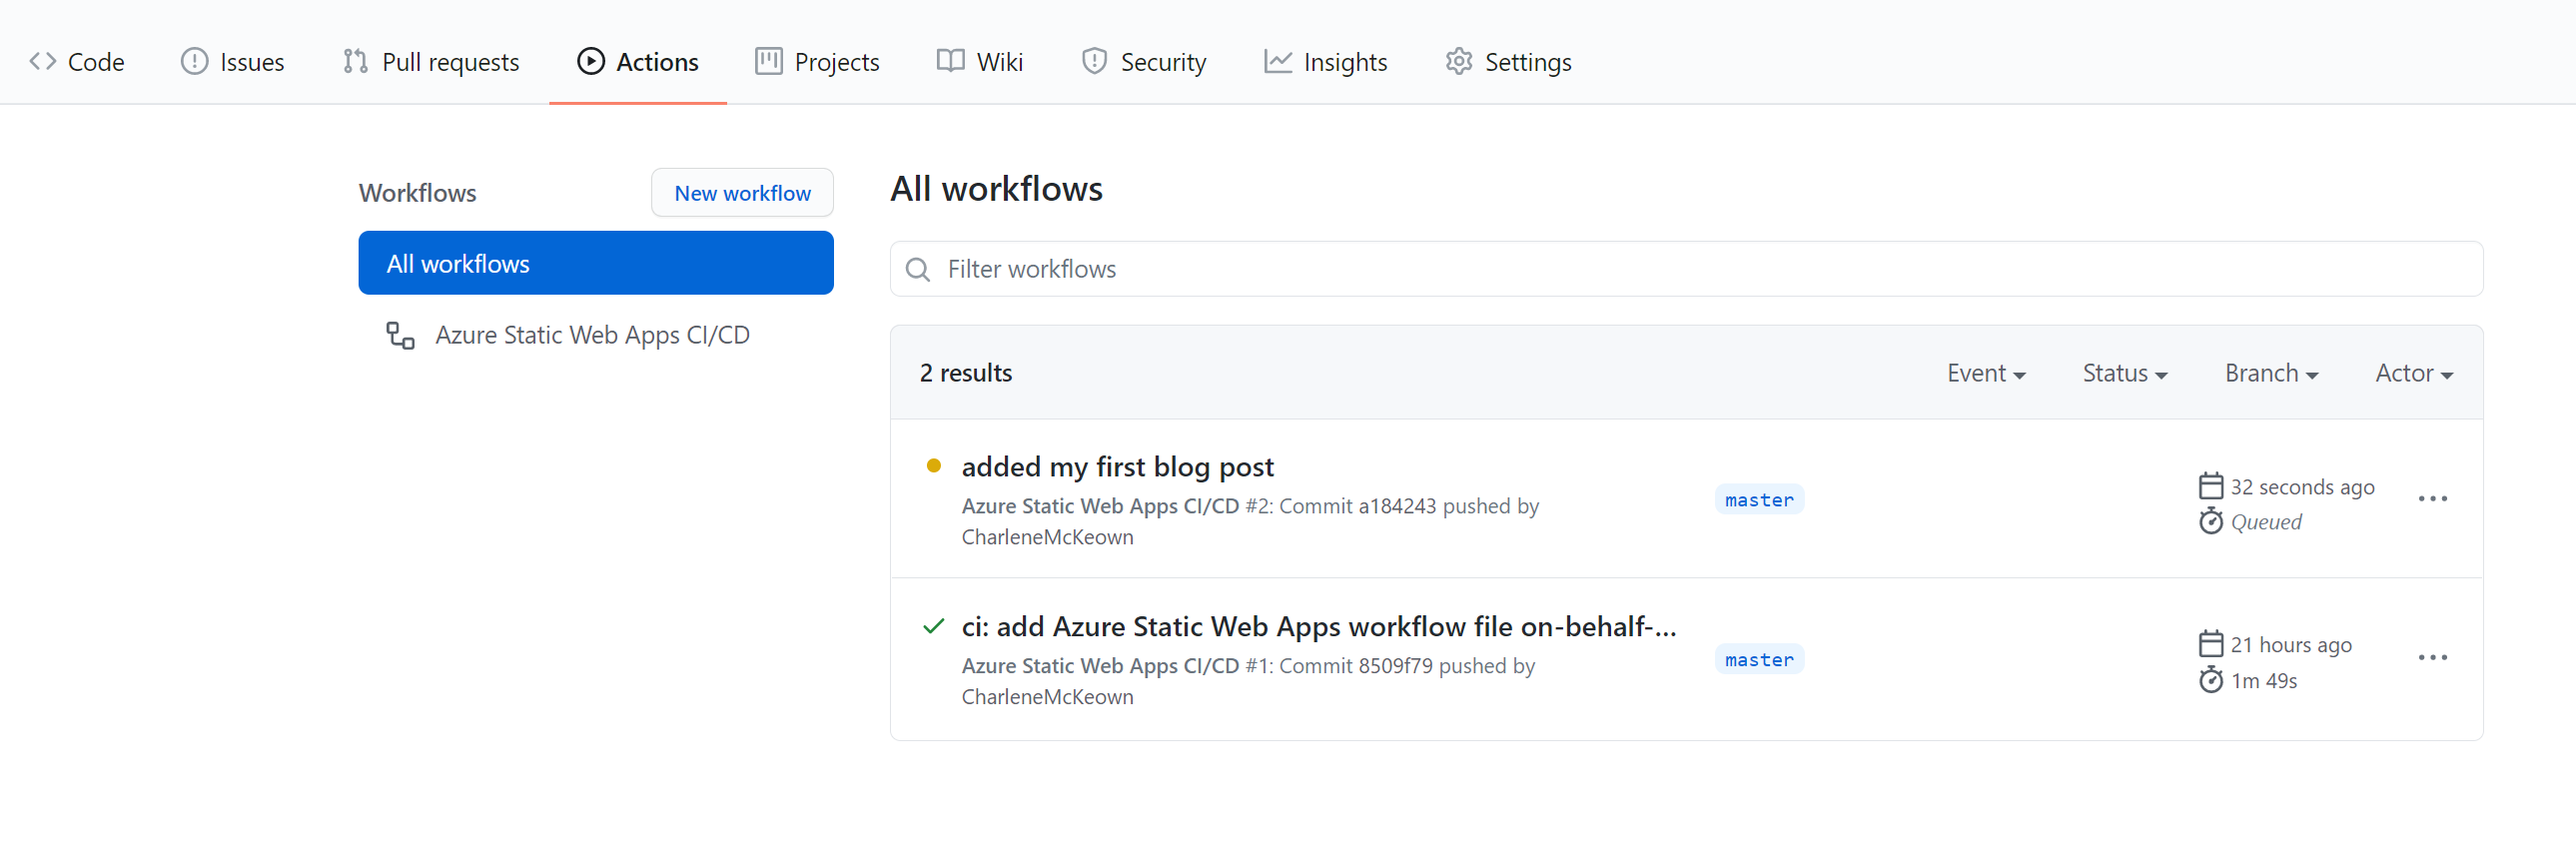 Code Issues Pull requests Actions Projects Wiki Security Insights Settings
Workflows New workflow
All workflows
Azure Static Web Apps CI/CD
All workflows
Filter workflows
2 results Event Status Branch Actor
added my first blog post
Azure Static Web Apps CI/CD #2: Commit a184243 pushed by
CharleneMcKeown
master
32 seconds ago
Queued
ci: add Azure Static Web Apps workflow file on-behalf-...
Azure Static Web Apps CI/CD #1: Commit 8509f79 pushed by
CharleneMcKeown
master
21 hours ago
1m 49s